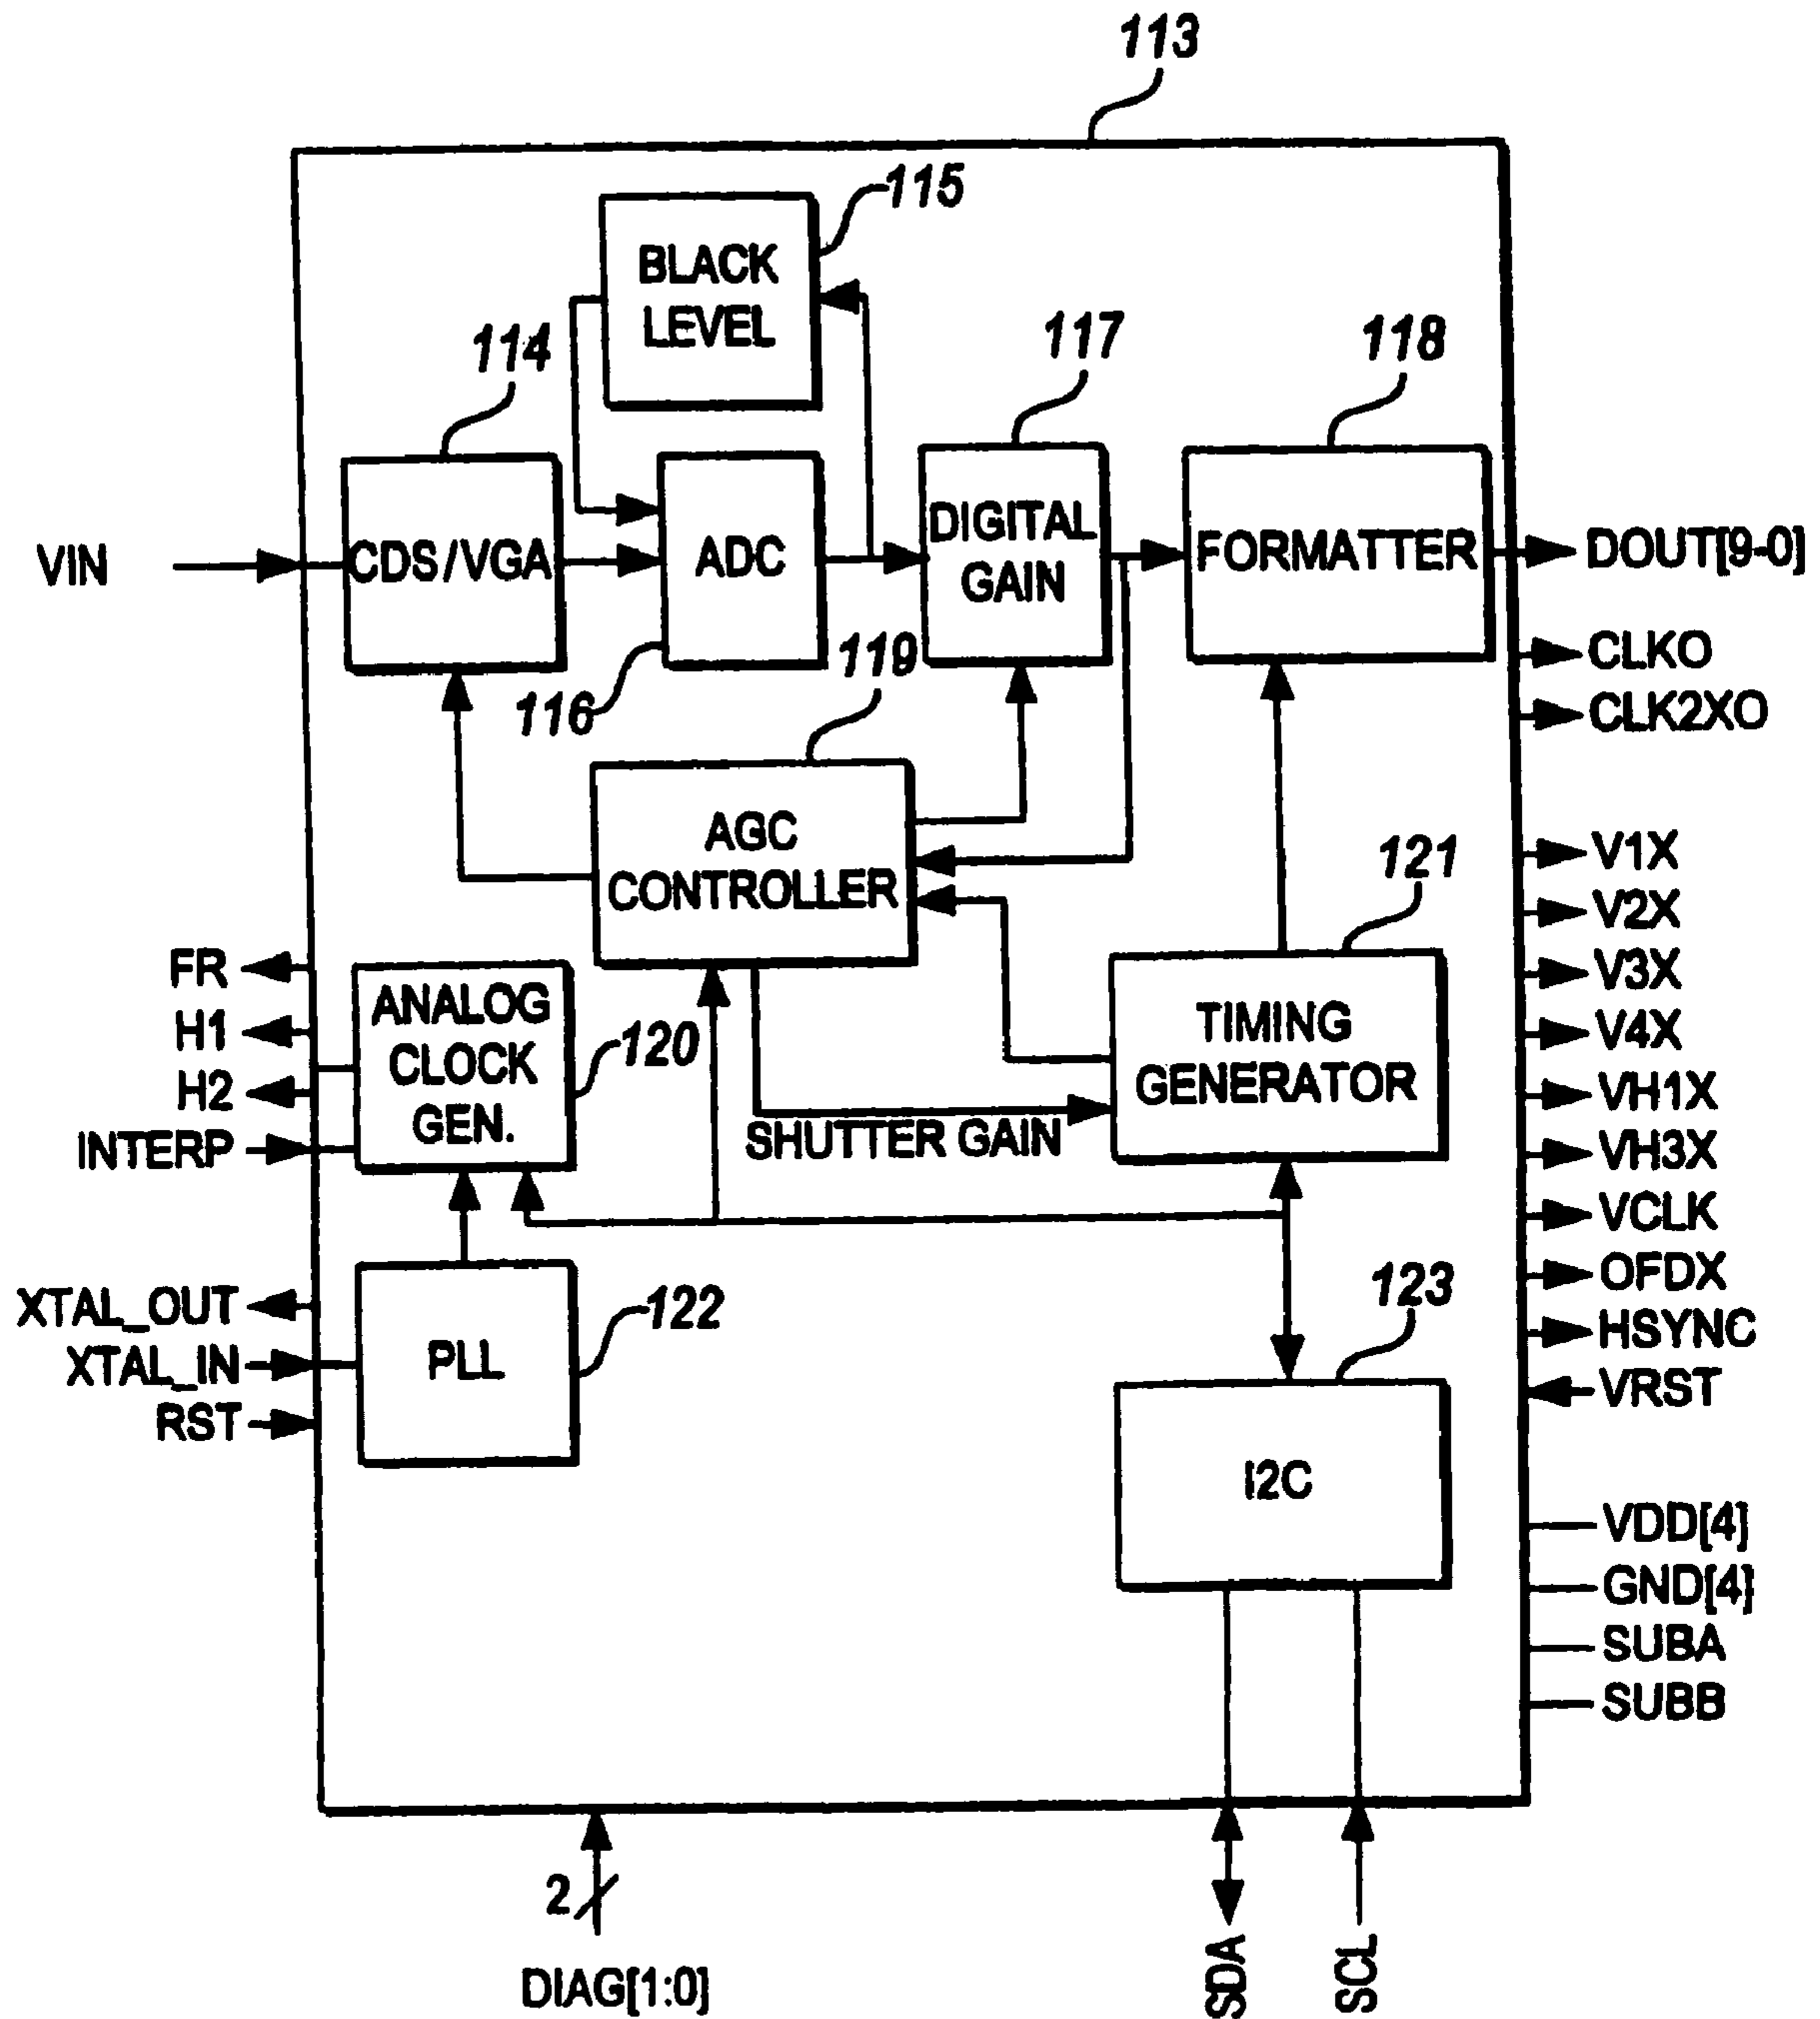 113
115
BLACK
LEVEL
114
117
118
VIN
CDS/VGA
ADC
DIGITAL
GAIN
FORMATTER
DOUT[9-0]
116
119
CLKO
CLK2XO
AGC
CONTROLLER
121
V1X
V2X
V3X
V4X
VH1X
VH3X
VCLK
OFDX
HSYNC
VRST
FR
H1
H2
INTERP
ANALOG
CLOCK
GEN.
120
TIMING
GENERATOR
SHUTTER GAIN
XTAL_OUT
XTAL_IN
RST
PLL
122
123
I2C
VDD[4]
GND[4]
SUBA
SUBB
2
DIAG[1:0]
SDA
SCL